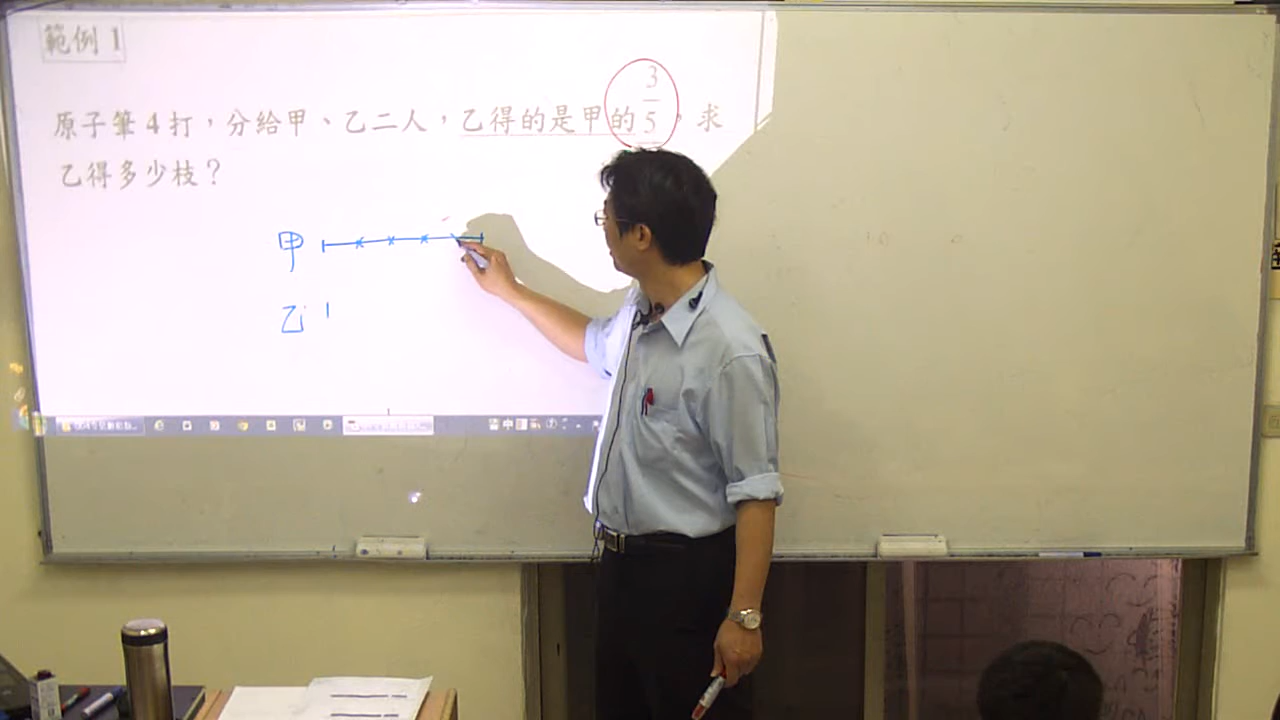 範例 1
原子筆 4 打，分給甲、乙二人，乙得的是甲的 3/5，求
乙得多少枝？
甲
乙
中